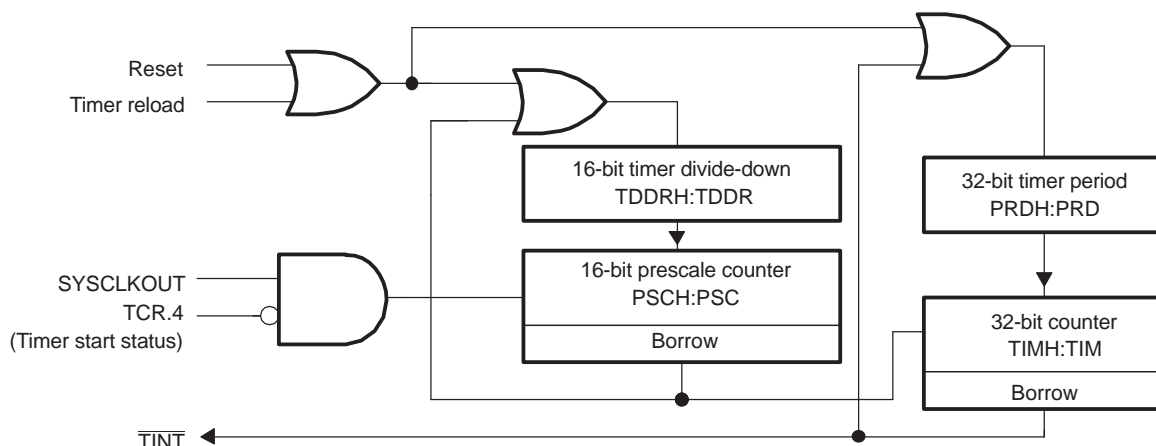 Reset
Timer reload
16-bit timer divide-down
TDDRH:TDDR
32-bit timer period
PRDH:PRD
SYSCLKOUT
TCR.4
(Timer start status)
16-bit prescale counter
PSCH:PSC
Borrow
32-bit counter
TIMH:TIM
Borrow
TINT